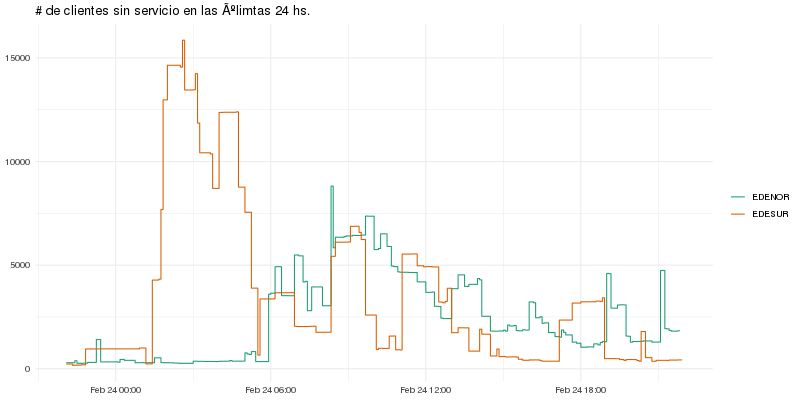 # de clientes sin servicio en las Ãºlimtas 24 hs.
15000
10000
5000
0
Feb 24 00:00
Feb 24 06:00
Feb 24 12:00
Feb 24 18:00
EDENOR
EDESUR